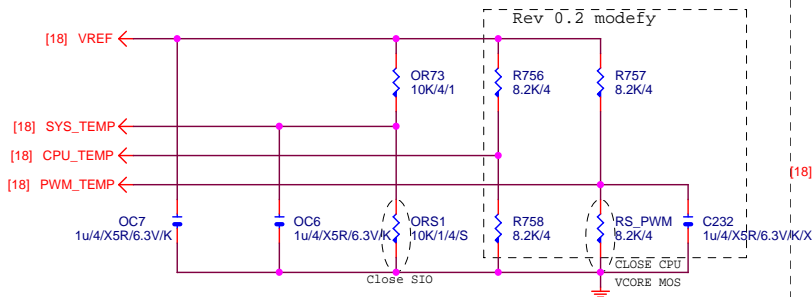 Rev 0.2 modefy
[18] VREF
OR73
10K/4/1
R756
8.2K/4
R757
8.2K/4
[18] SYS_TEMP
[18] CPU_TEMP
[18]
[18] PWM_TEMP
OC7
1u/4/X5R/6.3V/K
OC6
1u/4/X5R/6.3V/K
ORS1
10K/1/4/S
R758
8.2K/4
RS_PWM
8.2K/4
C232
1u/4/X5R/6.3V/K/X
Close SIO
CLOSE CPU
VCORE MOS